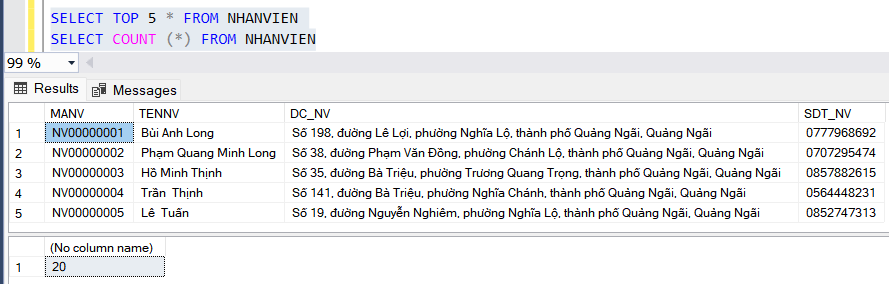 SELECT TOP 5 * FROM NHANVIEN
SELECT COUNT (*) FROM NHANVIEN
99 %
Results Messages
MANV TENNV DC_NV SDT_NV
1 NV00000001 Bùi Anh Long Số 198, đường Lê Lợi, phường Nghĩa Lộ, thành phố Quảng Ngãi, Quảng Ngãi 0777968692
2 NV00000002 Phạm Quang Minh Long Số 38, đường Phạm Văn Đồng, phường Chánh Lộ, thành phố Quảng Ngãi, Quảng Ngãi 0707295474
3 NV00000003 Hồ Minh Thịnh Số 35, đường Bà Triệu, phường Trương Quang Trọng, thành phố Quảng Ngãi, Quảng Ngãi 0857882615
4 NV00000004 Trần Thịnh Số 141, đường Bà Triệu, phường Nghĩa Chánh, thành phố Quảng Ngãi, Quảng Ngãi 0564448231
5 NV00000005 Lê Tuấn Số 19, đường Nguyễn Nghiêm, phường Nghĩa Lộ, thành phố Quảng Ngãi, Quảng Ngãi 0852747313
(No column name)
1 20